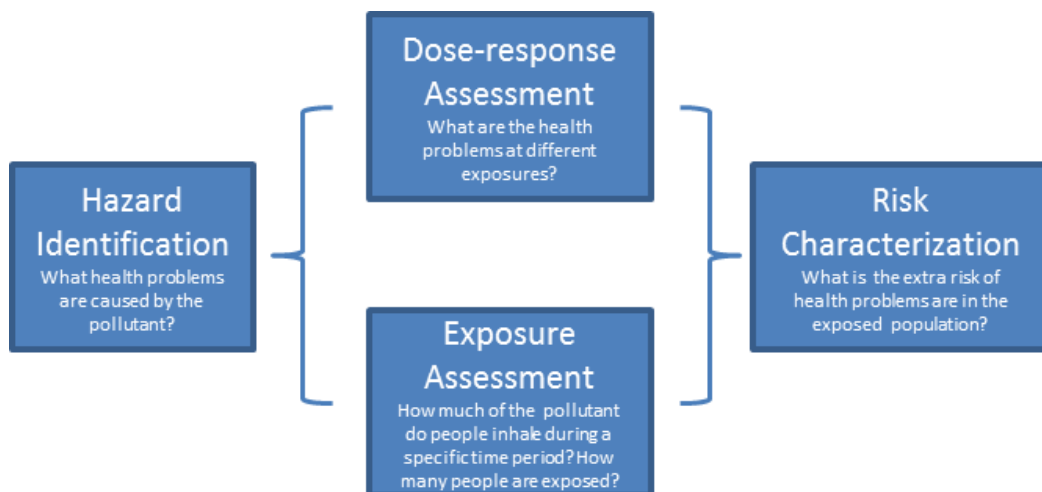 Hazard
Identification
What health problems
are caused by the
pollutant?
Dose-response
Assessment
What are the health
problems at different
exposures?
Exposure
Assessment
How much of the pollutant
do people inhale during a
specific time period? How
many people are exposed?
Risk
Characterization
What is the extra risk of
health problems are in the
exposed population?